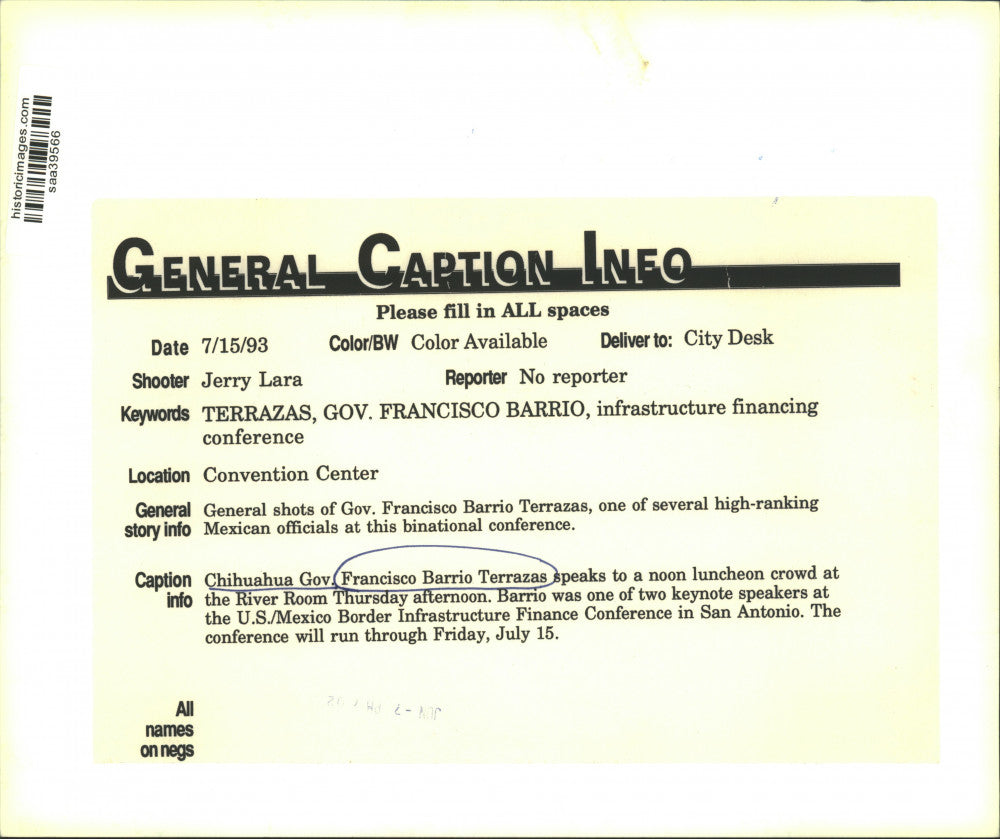 historicimages.com
saa39566
GENERAL CAPTION INFO
Please fill in ALL spaces
Date 7/15/93 Color/BW Color Available Deliver to: City Desk
Shooter Jerry Lara Reporter No reporter
Keywords TERRAZAS, GOV. FRANCISCO BARRIO, infrastructure financing
conference
Location Convention Center
General General shots of Gov. Francisco Barrio Terrazas, one of several high-ranking
story info Mexican officials at this binational conference.
Caption Chihuahua Gov. Francisco Barrio Terrazas speaks to a noon luncheon crowd at
info the River Room Thursday afternoon. Barrio was one of two keynote speakers at
the U.S./Mexico Border Infrastructure Finance Conference in San Antonio. The
conference will run through Friday, July 15.
All
names
on negs